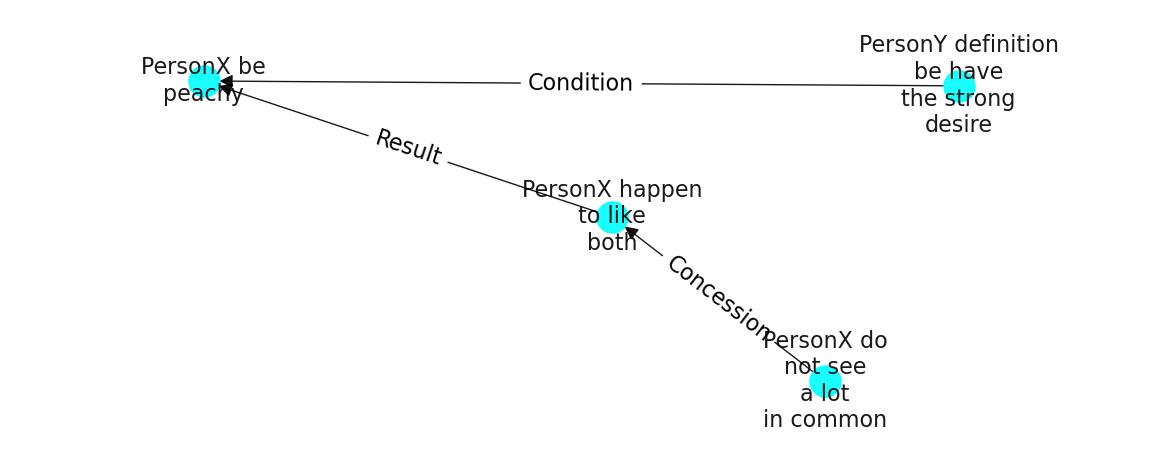 PersonX be
peachy
Condition
PersonY definition
be have
the strong
desire
Result
PersonX happen
to like
both
Concession
PersonX do
not see
a lot
in common